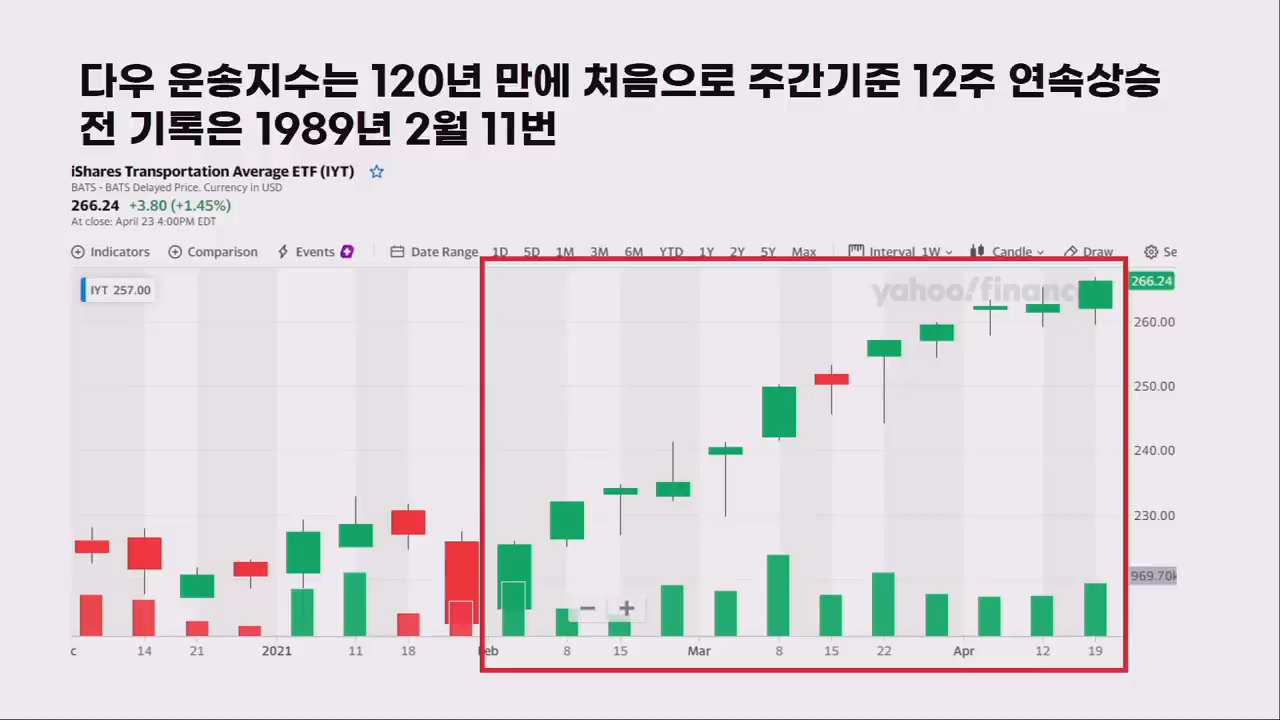 다우 운송지수는 120년 만에 처음으로 주간기준 12주 연속상승
전 기록은 1989년 2월 11번
iShares Transportation Average ETF (IYT)
BATS - BATS Delayed Price. Currency in USD
266.24 +3.80 (+1.45%)
At close: April 23 4:00PM EDT
Indicators Comparison Events Date Range 1D 5D 1M 3M 6M YTD 1Y 2Y 5Y Max Interval 1W Candle Draw Se
IYT 257.00
yahoo!finance
266.24
260.00
250.00
240.00
230.00
969.70k
c 14 21 2021 11 18 Feb 8 15 Mar 8 15 22 Apr 12 19